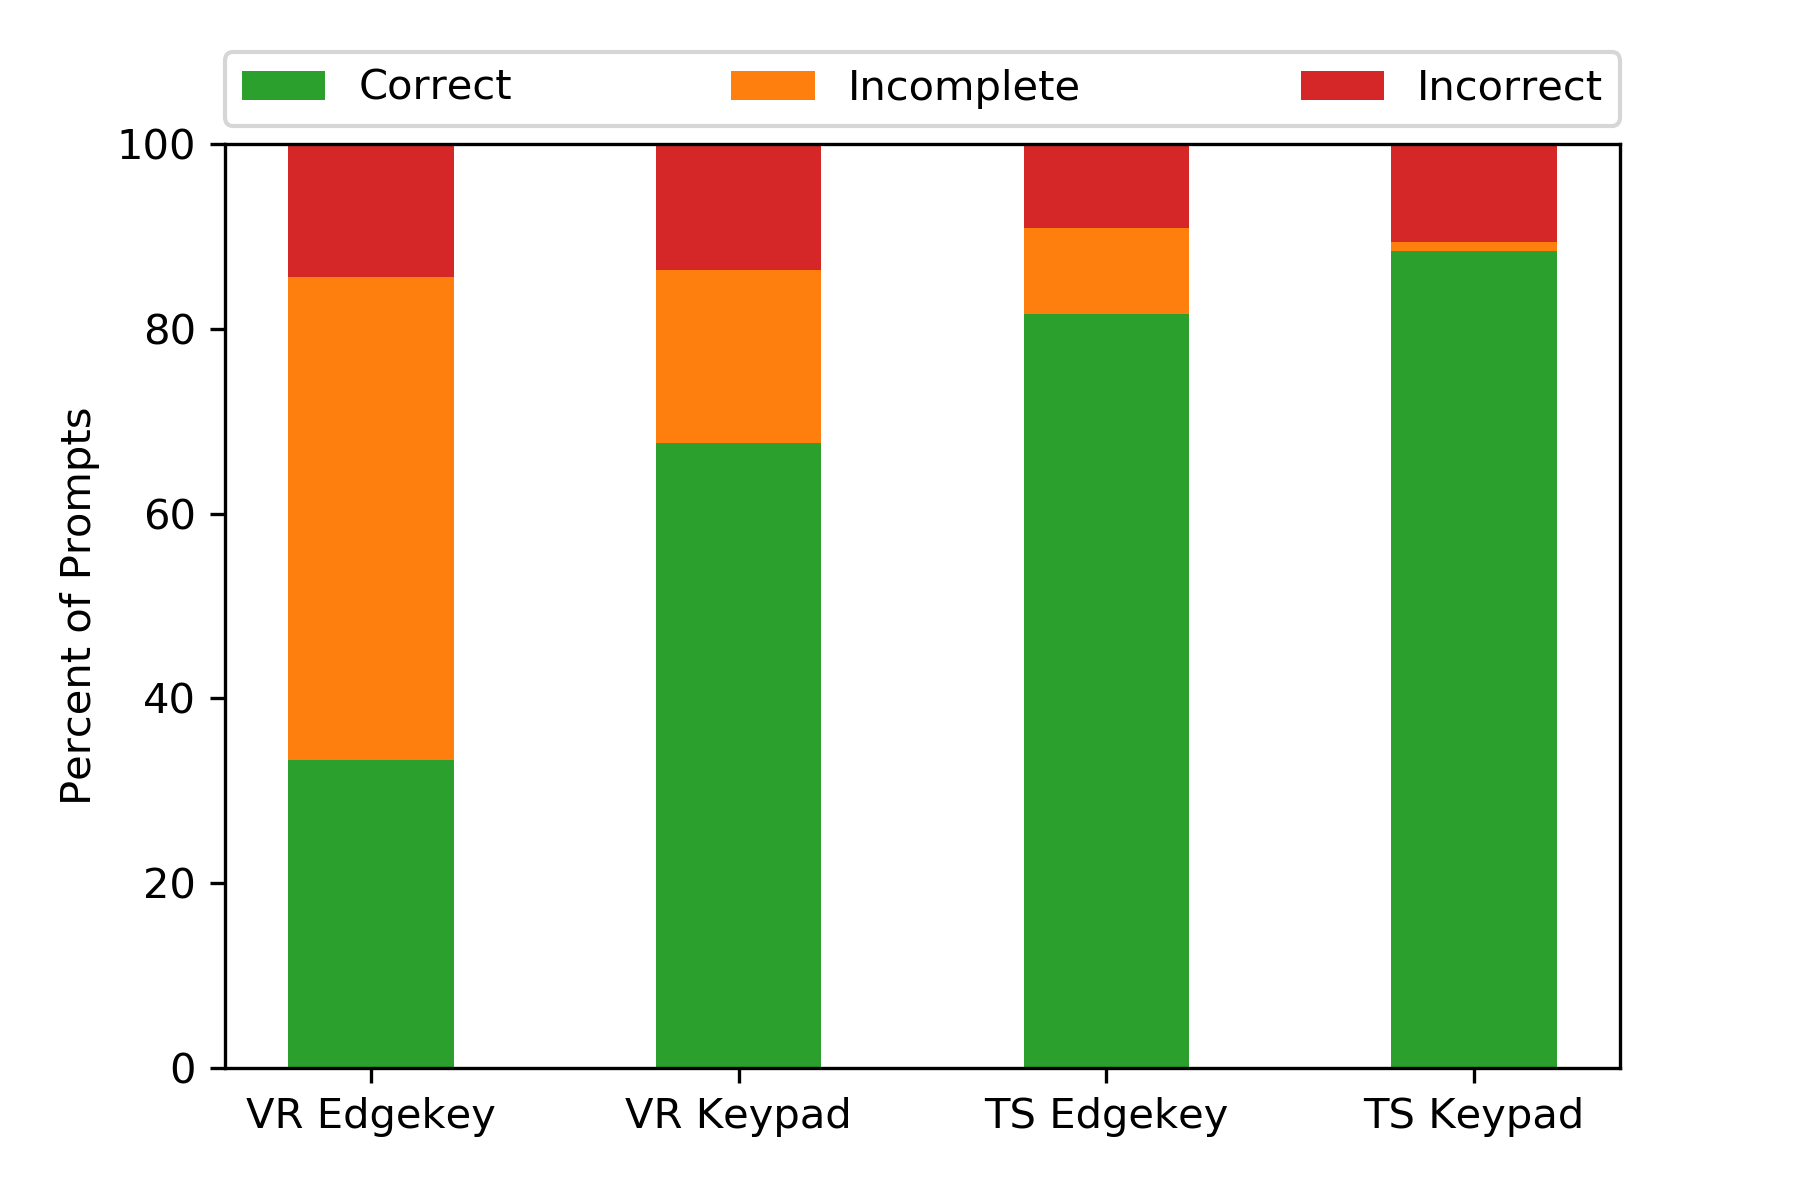 Correct Incomplete Incorrect
100
80
60
40
20
0
Percent of Prompts
VR Edgekey VR Keypad TS Edgekey TS Keypad